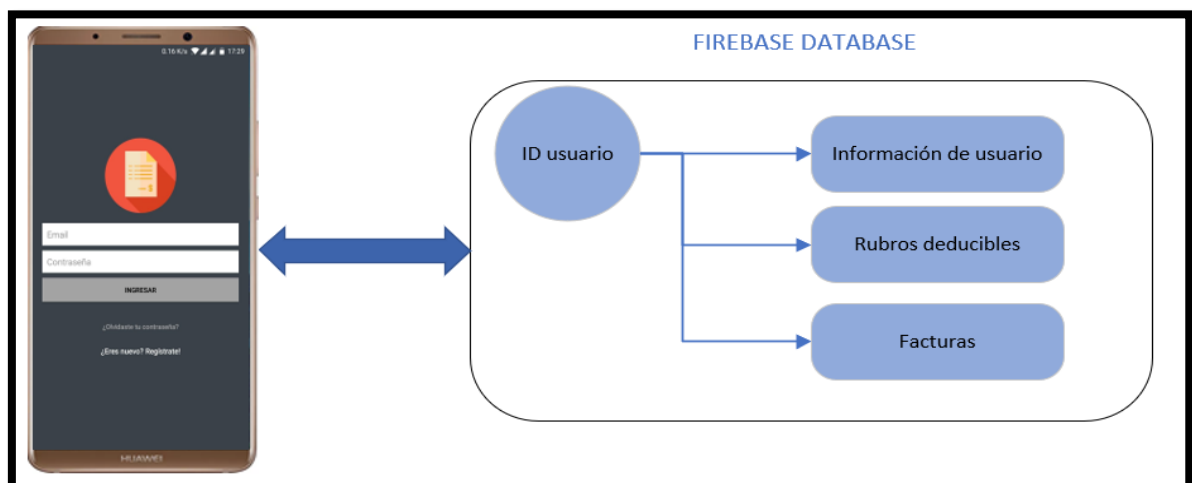 0.16 K/s 17:29
Email
Contraseña
INGRESAR
¿Olvidaste tu contraseña?
¿Eres nuevo? Registrate!
HUAWEI
FIREBASE DATABASE
ID usuario
Información de usuario
Rubros deducibles
Facturas